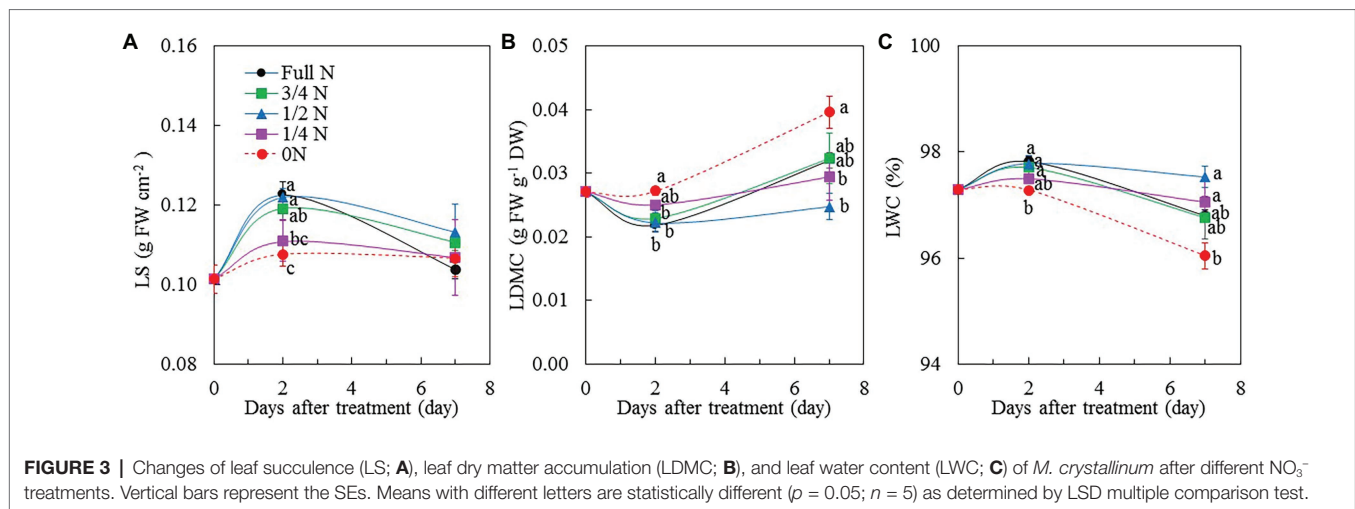 A
0.16
0.14
0.12
0.10
0.08
LS (g FW cm⁻²)
Full N
3/4 N
1/2 N
1/4 N
0N
a
a
ab
bc
c
0 2 4 6 8
Days after treatment (day)
B
0.05
0.04
0.03
0.02
0.01
0.00
LDMC (g FW g⁻¹ DW)
a
ab
b
b
b
a
ab
ab
b
b
0 2 4 6 8
Days after treatment (day)
C
100
98
96
94
LWC (%)
a
a
a
ab
b
a
a
ab
ab
b
0 2 4 6 8
Days after treatment (day)
FIGURE 3 | Changes of leaf succulence (LS; A), leaf dry matter accumulation (LDMC; B), and leaf water content (LWC; C) of M. crystallinum after different NO₃⁻
treatments. Vertical bars represent the SEs. Means with different letters are statistically different (p = 0.05; n = 5) as determined by LSD multiple comparison test.